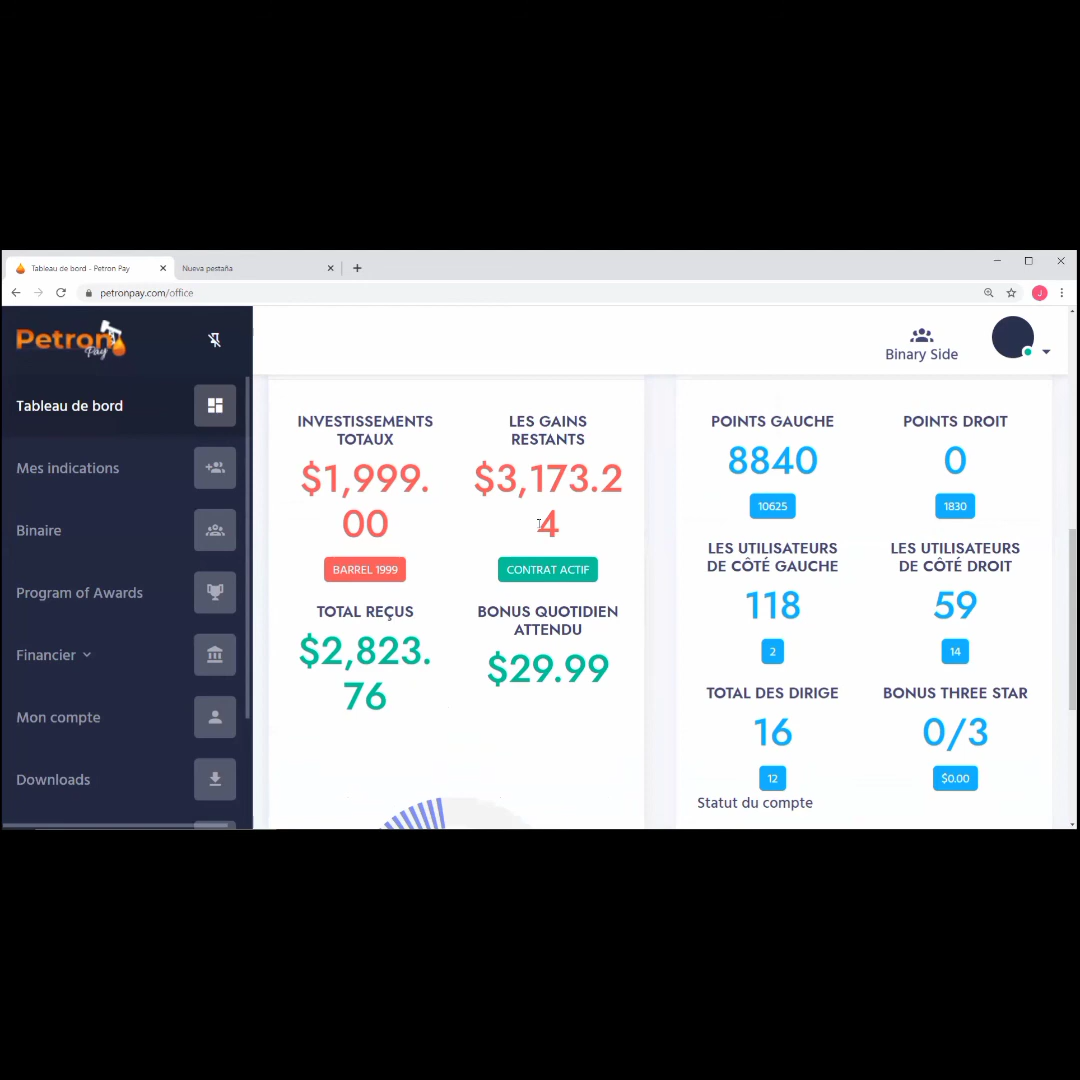 Tableau de bord - Petron Pay
Nueva pestaña
petronpay.com/office
J
Petron
Pay
Binary Side
Tableau de bord
Mes indications
Binaire
Program of Awards
Financier
Mon compte
Downloads
INVESTISSEMENTS
TOTAUX
$1,999.
00
BARREL 1999
LES GAINS
RESTANTS
$3,173.2
4
CONTRAT ACTIF
TOTAL REÇUS
$2,823.
76
BONUS QUOTIDIEN
ATTENDU
$29.99
POINTS GAUCHE
8840
10625
POINTS DROIT
0
1830
LES UTILISATEURS
DE CÔTÉ GAUCHE
118
2
LES UTILISATEURS
DE CÔTÉ DROIT
59
14
TOTAL DES DIRIGE
16
12
BONUS THREE STAR
0/3
$0.00
Statut du compte